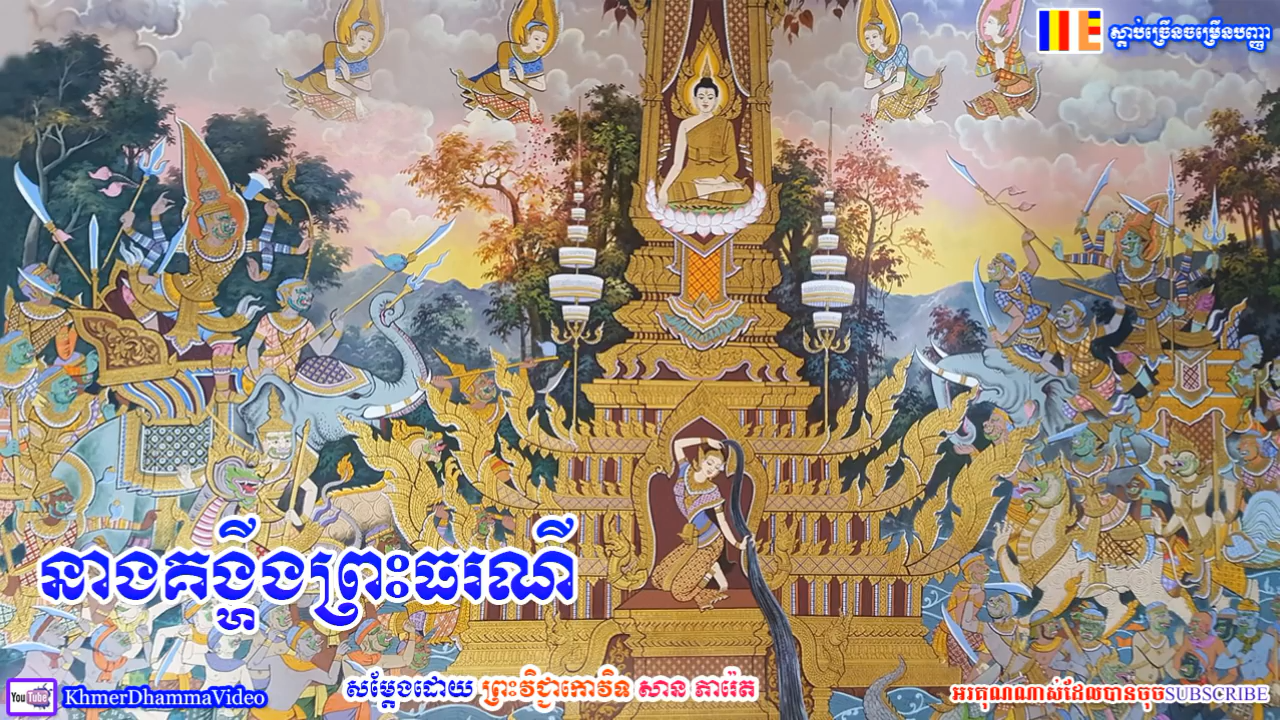 ស្តាប់ច្រើនចម្រើនបញ្ញា
នាងគង្ហីងព្រះធរណី
សម្តែងដោយ ព្រះវិជ្ជាកោវិទ សាន ភារ៉េត
YouTube KhmerDhammaVideo
អរគុណណាស់ដែលបានចុចSUBSCRIBE